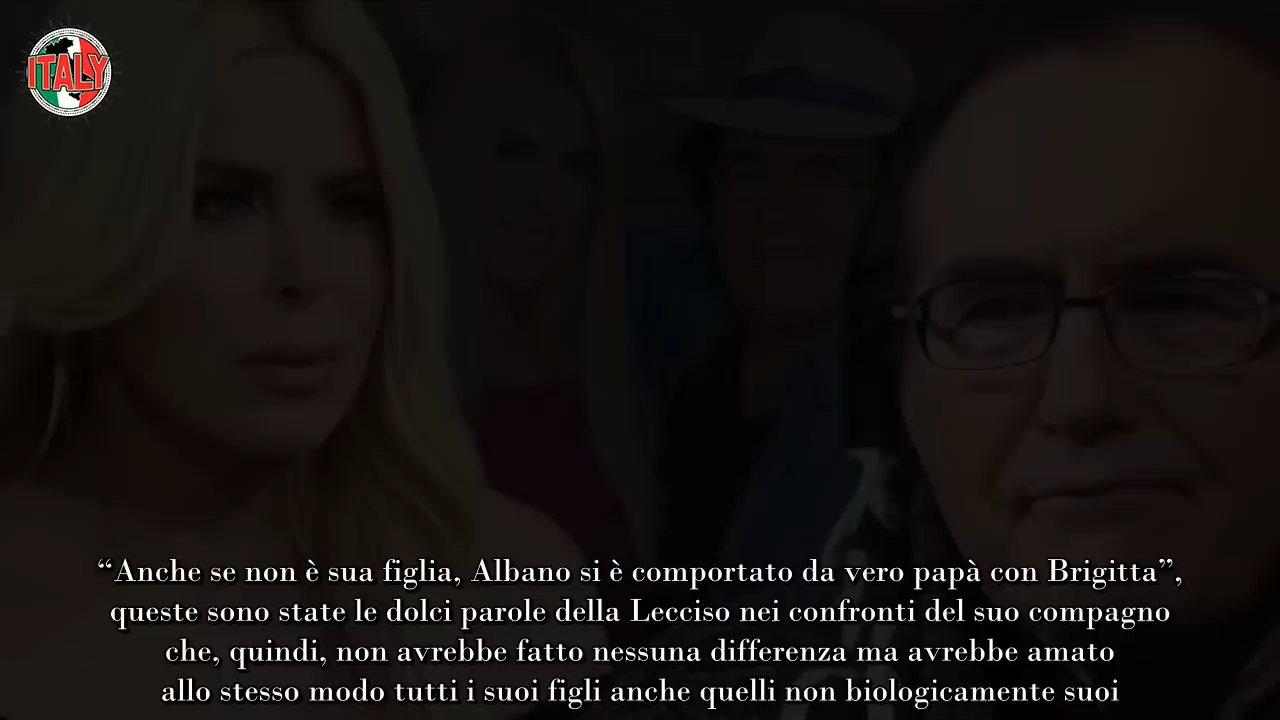 ITALY
“Anche se non è sua figlia, Albano si è comportato da vero papà con Brigitta”,
queste sono state le dolci parole della Lecciso nei confronti del suo compagno
che, quindi, non avrebbe fatto nessuna differenza ma avrebbe amato
allo stesso modo tutti i suoi figli anche quelli non biologicamente suoi